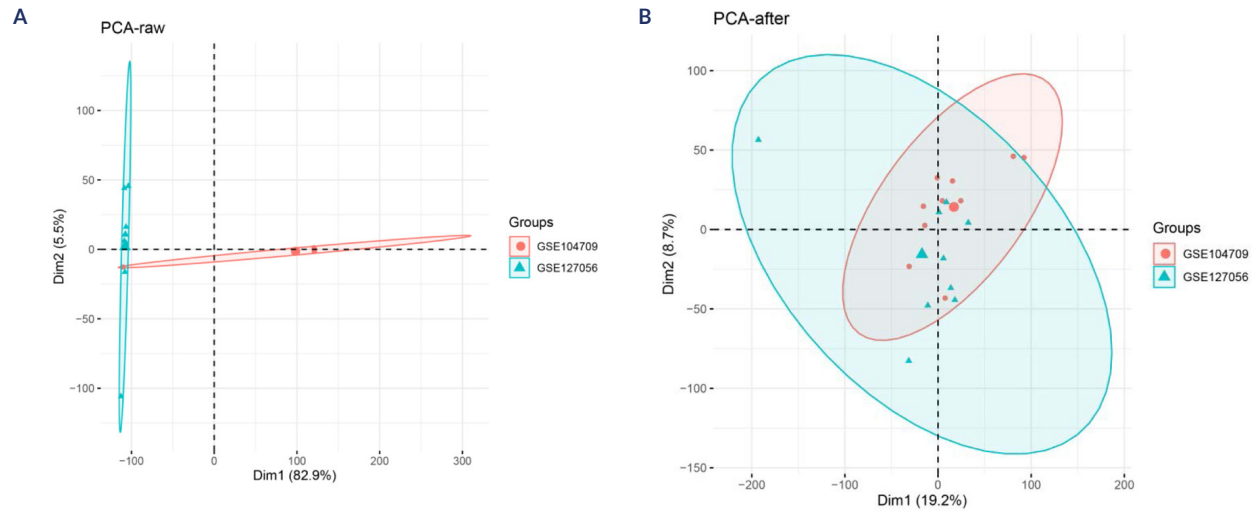 A
PCA-raw
100
50
0
−50
−100
Dim2 (5.5%)
−100
0
100
200
300
Dim1 (82.9%)
Groups
GSE104709
GSE127056
B
PCA-after
100
50
0
−50
−100
−150
Dim2 (8.7%)
−200
−100
0
100
200
Dim1 (19.2%)
Groups
GSE104709
GSE127056